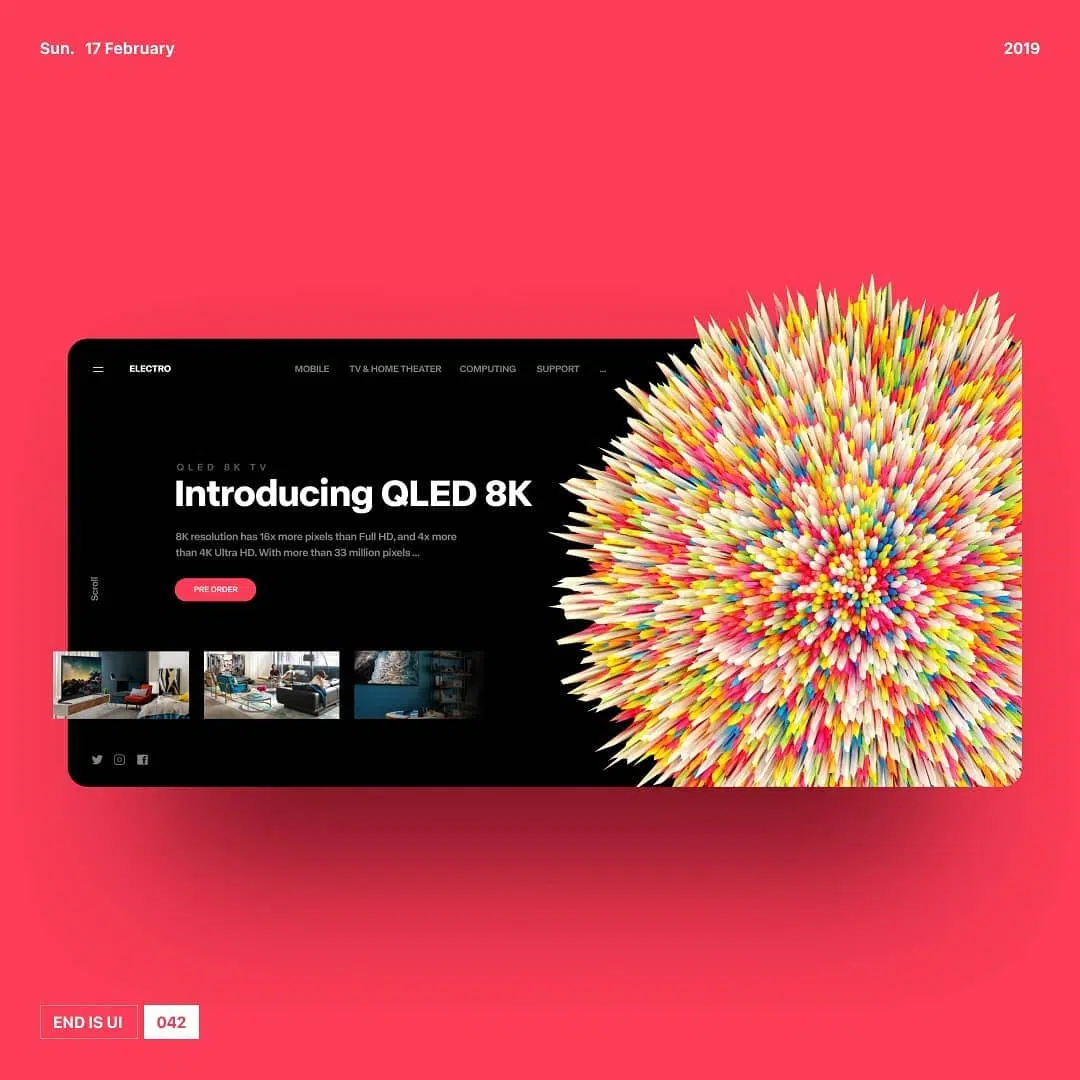 Sun. 17 February
2019
ELECTRO
MOBILE
TV & HOME THEATER
COMPUTING
SUPPORT
...
QLED 8K TV
Introducing QLED 8K
8K resolution has 16x more pixels than Full HD, and 4x more
than 4K Ultra HD. With more than 33 million pixels ...
Scroll
PRE ORDER
END IS UI
042